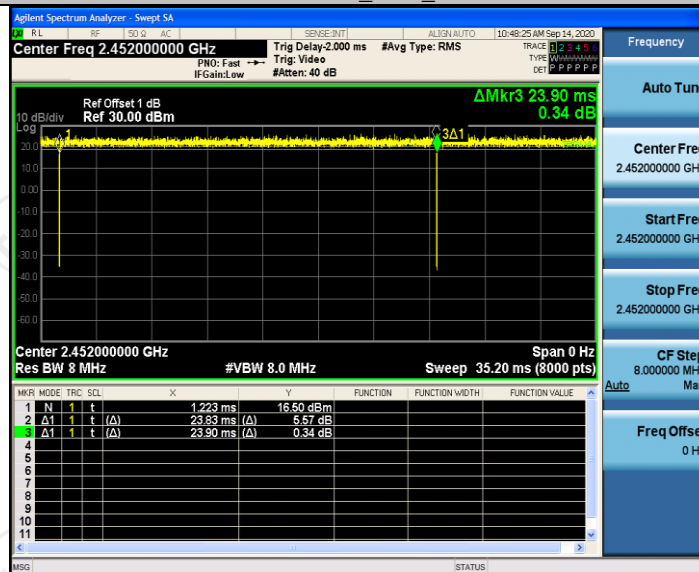 Agilent Spectrum Analyzer - Swept SA
RL RF 50 Ω AC SENSE:INT ALIGN AUTO 10:48:25 AM Sep 14, 2020
Center Freq 2.452000000 GHz
PNO: Fast
IFGain:Low
Trig Delay-2.000 ms
Trig: Video
#Atten: 40 dB
#Avg Type: RMS
TRACE 1 2 3 4 5 6
TYPE W
DET P P P P P P
Frequency
Auto Tun
Center Fre
2.452000000 GH
Start Fre
2.452000000 GH
Stop Fre
2.452000000 GH
CF Step
8.000000 MH
Auto Ma
Freq Offse
0 H
ΔMkr3 23.90 ms
0.34 dB
Ref Offset 1 dB
10 dB/div Ref 30.00 dBm
Log
1
3Δ1
20.0
10.0
0.00
-10.0
-20.0
-30.0
-40.0
-50.0
-60.0
Center 2.452000000 GHz Span 0 Hz
Res BW 8 MHz #VBW 8.0 MHz Sweep 35.20 ms (8000 pts)
MKR MODE TRC SCL X Y FUNCTION FUNCTION WIDTH FUNCTION VALUE
1 N 1 t 1.223 ms 16.50 dBm
2 Δ1 1 t (Δ) 23.83 ms (Δ) 5.57 dB
3 Δ1 1 t (Δ) 23.90 ms (Δ) 0.34 dB
4
5
6
7
8
9
10
11
MSG STATUS